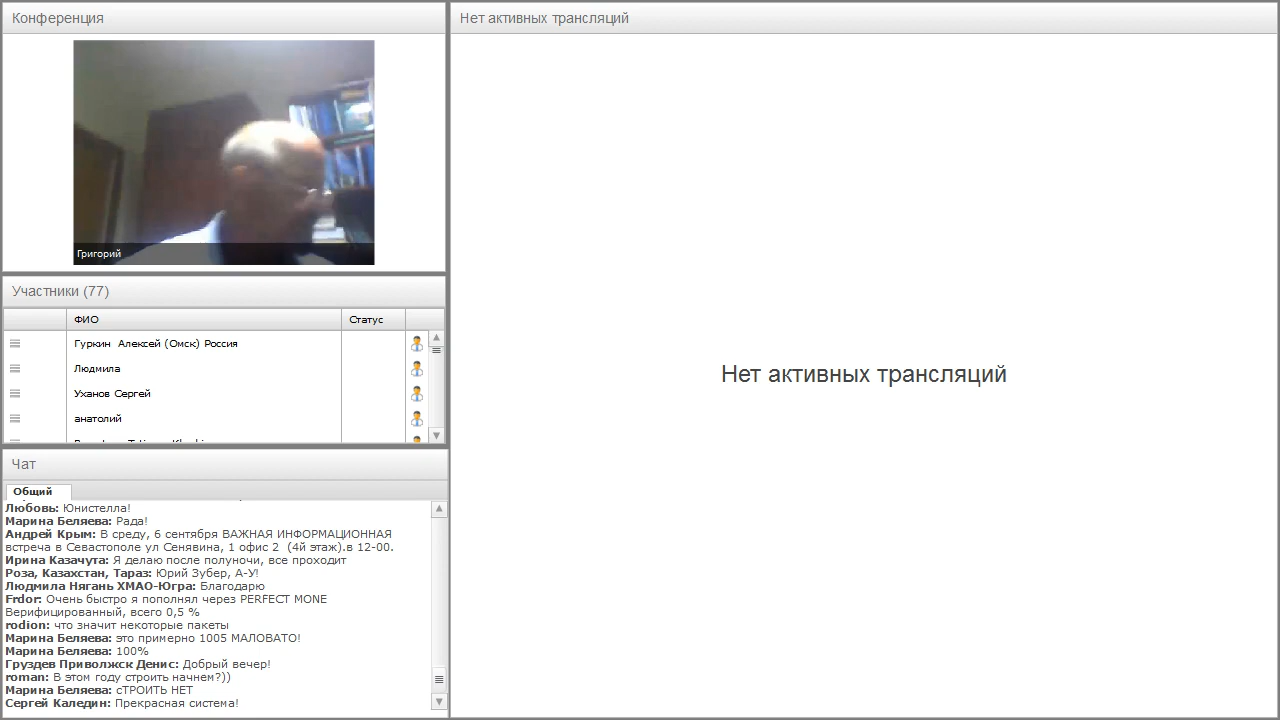 Конференция
Григорий
Участники (77)
ФИО
Статус
Гуркин Алексей (Омск) Россия
Людмила
Уханов Сергей
анатолий
Чат
Общий
Любовь: Юнистелла!
Марина Беляева: Рада!
Андрей Крым: В среду, 6 сентября ВАЖНАЯ ИНФОРМАЦИОННАЯ
встреча в Севастополе ул Сенявина, 1 офис 2 (4й этаж).в 12-00.
Ирина Казачута: Я делаю после полуночи, все проходит
Роза, Казахстан, Тараз: Юрий Зубер, А-У!
Людмила Нягань ХМАО-Югра: Благодарю
Frdor: Очень быстро я пополнял через PERFECT MONE
Верифицированный, всего 0,5 %
rodion: что значит некоторые пакеты
Марина Беляева: это примерно 1005 МАЛОВАТО!
Марина Беляева: 100%
Груздев Приволжск Денис: Добрый вечер!
roman: В этом году строить начнем?))
Марина Беляева: сТРОИТЬ НЕТ
Сергей Каледин: Прекрасная система!
Нет активных трансляций
Нет активных трансляций